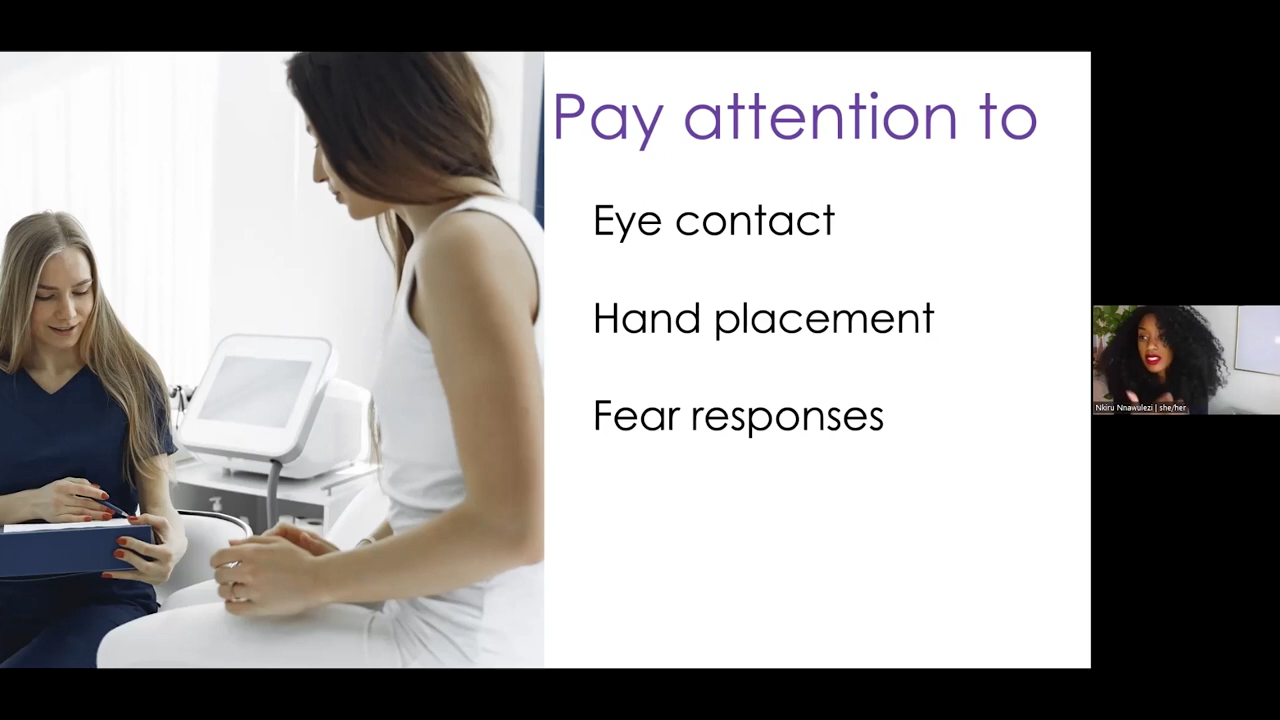 Pay attention to
Eye contact
Hand placement
Fear responses
Nkiru Nnawulezi | she/her